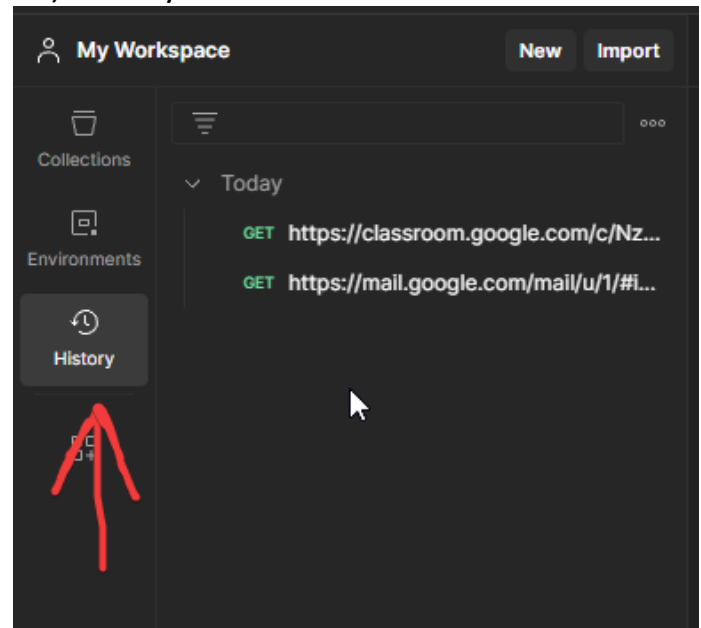 My Workspace New Import
Collections
Today
GET https://classroom.google.com/c/Nz...
Environments
GET https://mail.google.com/mail/u/1/#i...
History